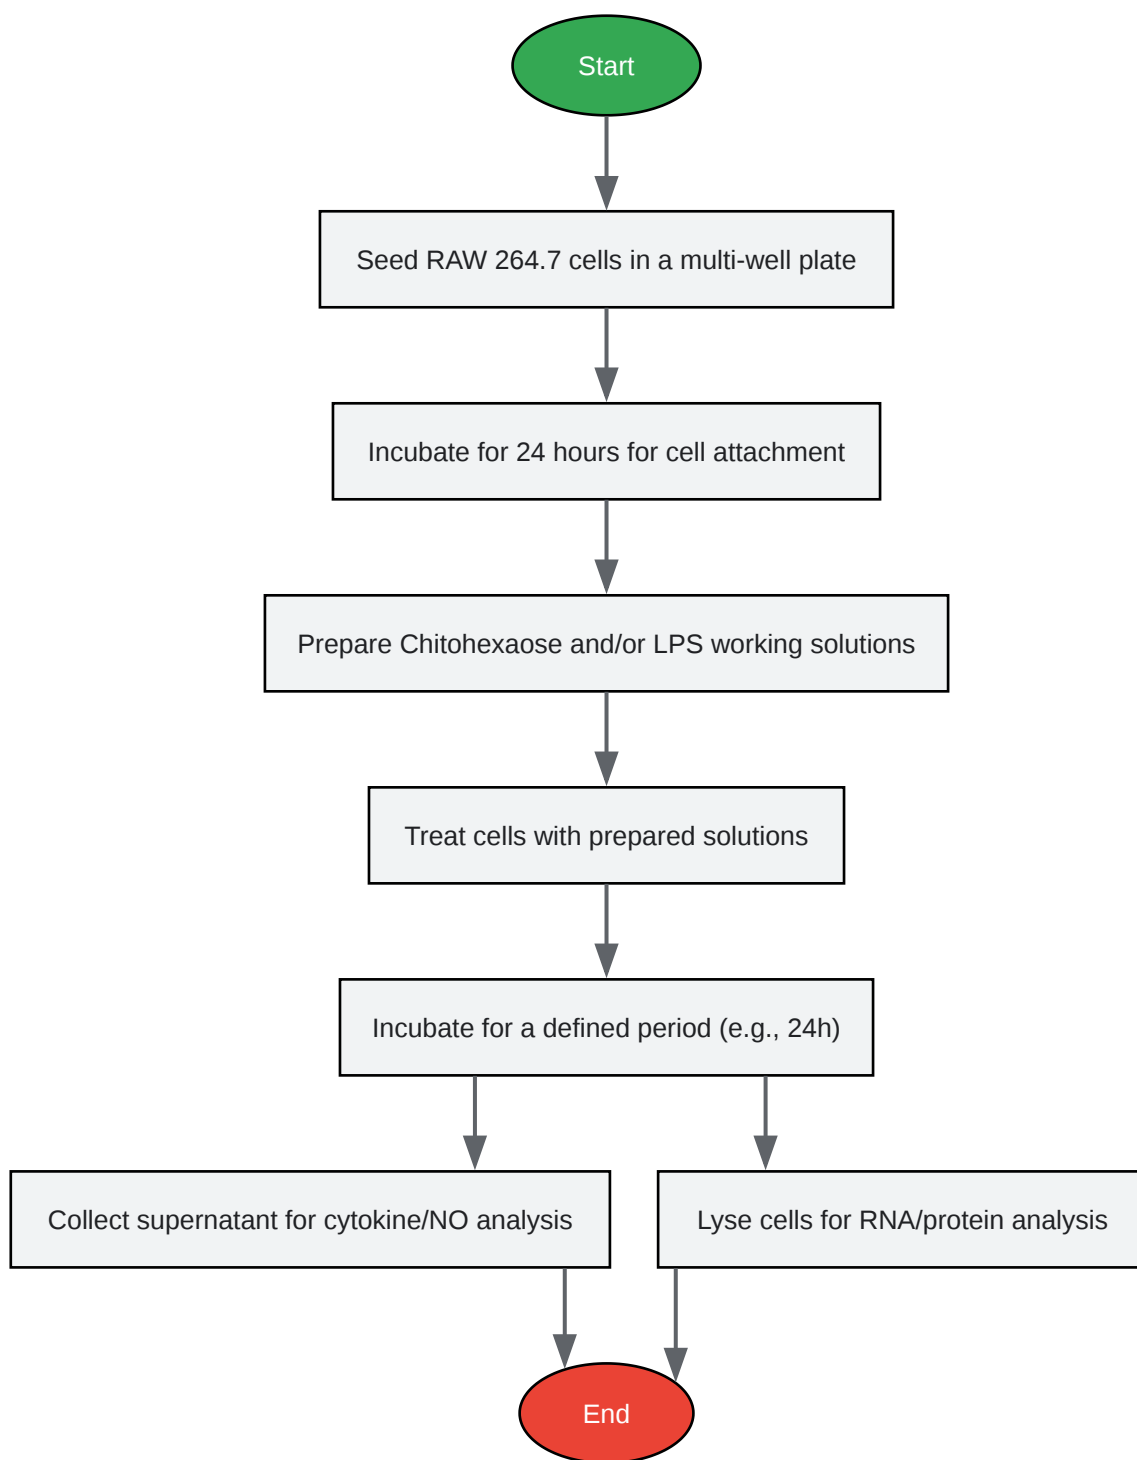 Start
Seed RAW 264.7 cells in a multi-well plate
Incubate for 24 hours for cell attachment
Prepare Chitohexaose and/or LPS working solutions
Treat cells with prepared solutions
Incubate for a defined period (e.g., 24h)
Collect supernatant for cytokine/NO analysis
Lyse cells for RNA/protein analysis
End